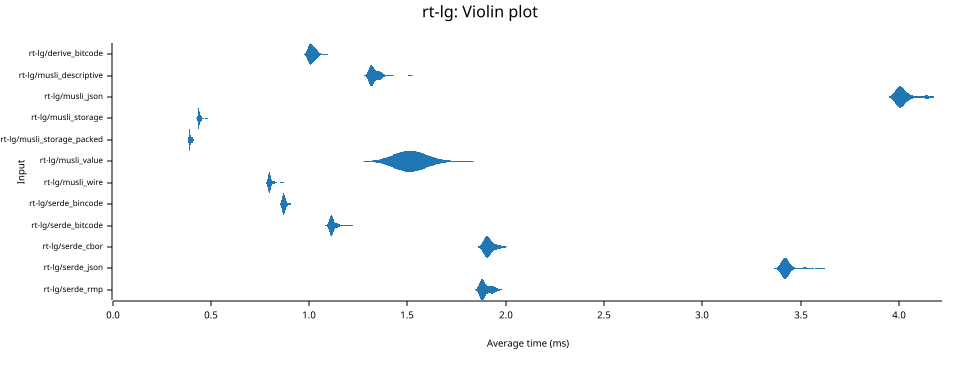 rt-lg: Violin plot
rt-lg/derive_bitcode
rt-lg/musli_descriptive
rt-lg/musli_json
rt-lg/musli_storage
rt-lg/musli_storage_packed
rt-lg/musli_value
rt-lg/musli_wire
rt-lg/serde_bincode
rt-lg/serde_bitcode
rt-lg/serde_cbor
rt-lg/serde_json
rt-lg/serde_rmp
Input
0.0 0.5 1.0 1.5 2.0 2.5 3.0 3.5 4.0
Average time (ms)